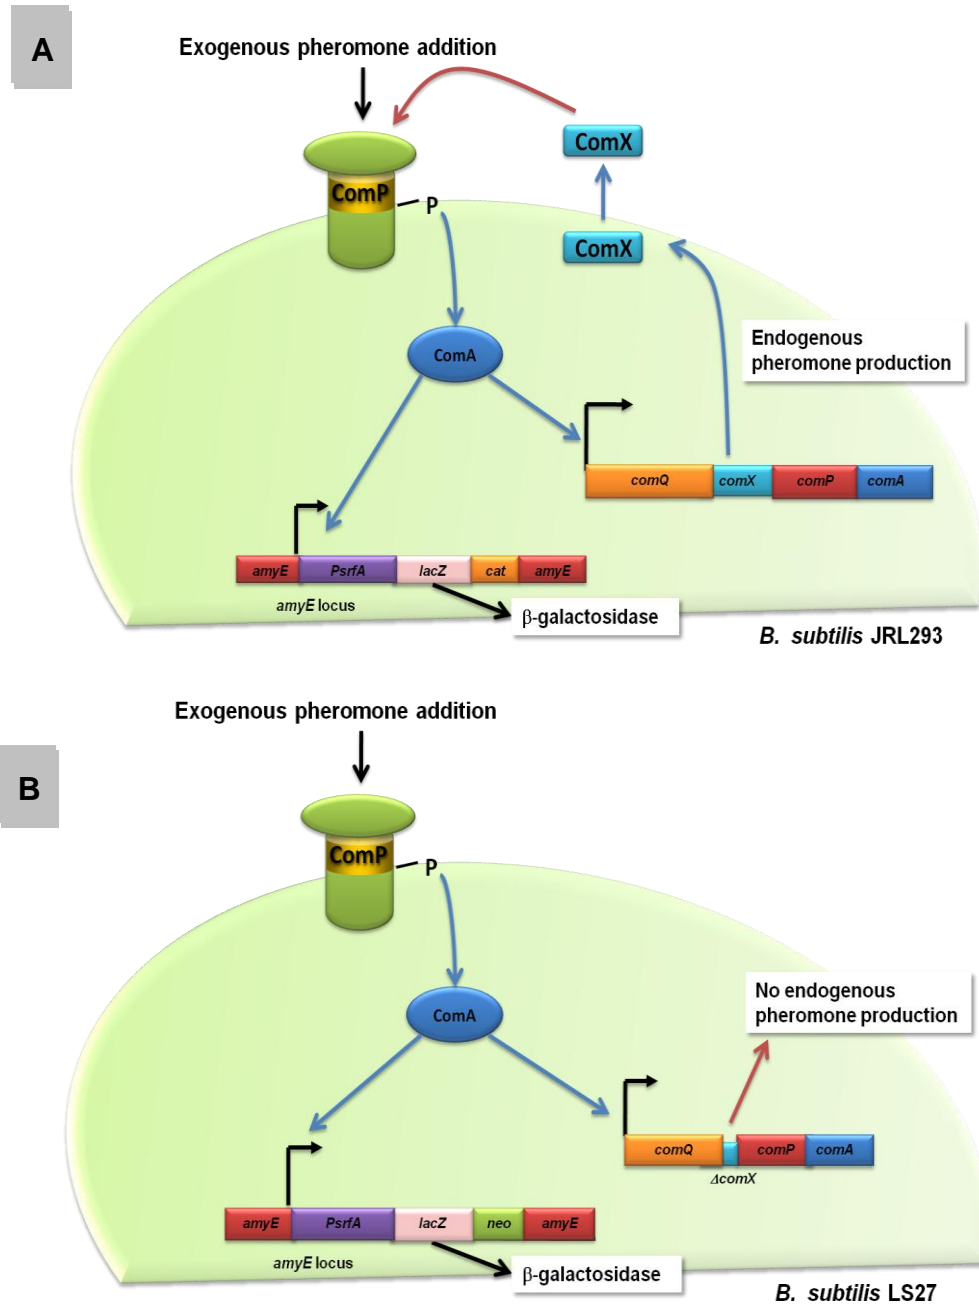 A
Exogenous pheromone addition
ComX
ComP
P
ComX
ComA
Endogenous
pheromone production
comQ comX comP comA
amyE PsrfA lacZ cat amyE
amyE locus
β-galactosidase
B. subtilis JRL293
Exogenous pheromone addition
B
ComP
P
No endogenous
pheromone production
ComA
comQ comP comA
ΔcomX
amyE PsrfA lacZ neo amyE
amyE locus
β-galactosidase
B. subtilis LS27